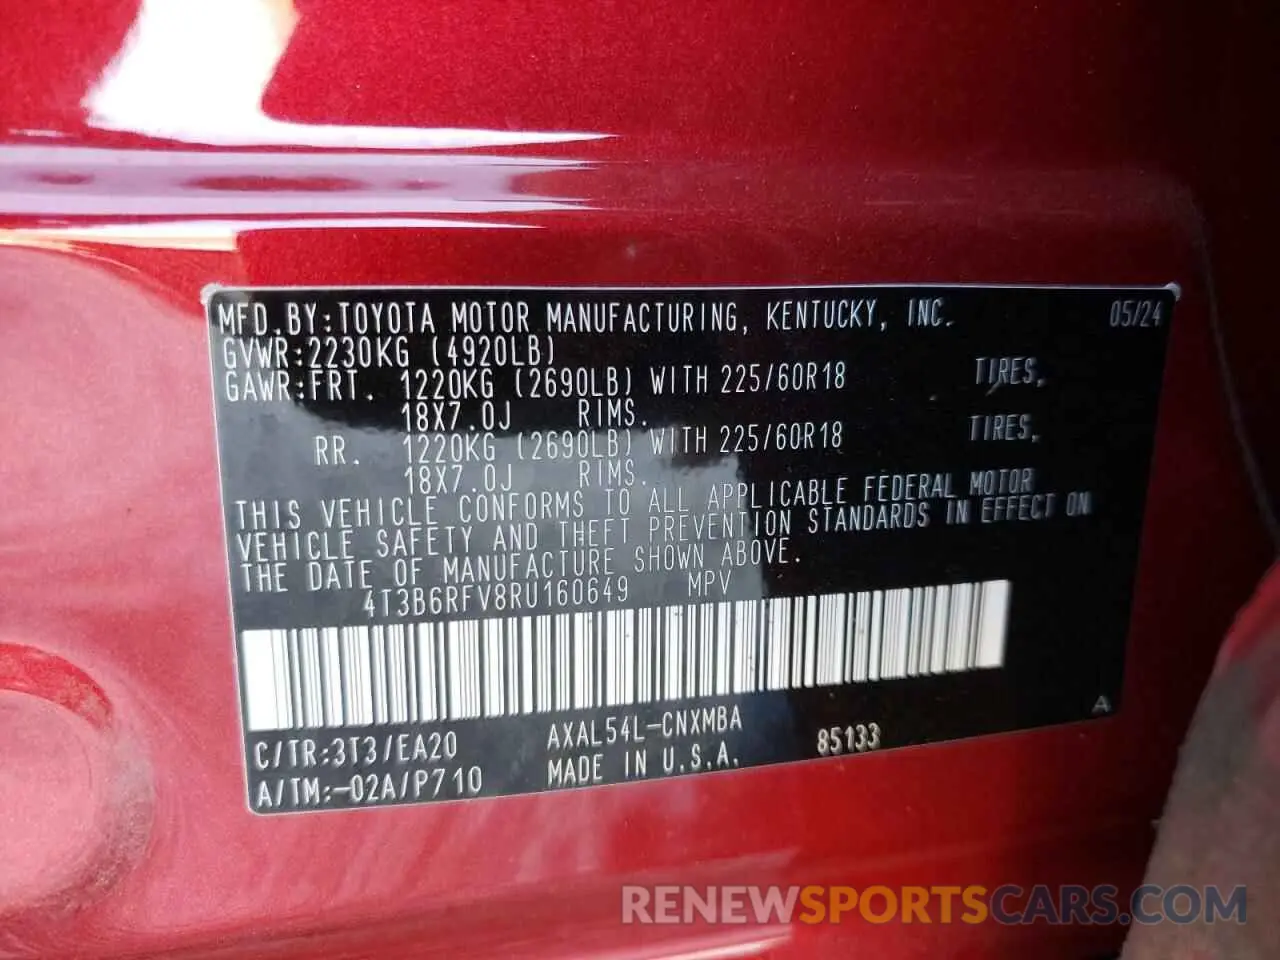 MFD.BY:TOYOTA MOTOR MANUFACTURING, KENTUCKY, INC. 05/24
GVWR:2230KG (4920LB)
GAWR:FRT. 1220KG (2690LB) WITH 225/60R18 TIRES,
18X7.0J RIMS.
RR. 1220KG (2690LB) WITH 225/60R18 TIRES,
18X7.0J RIMS.
THIS VEHICLE CONFORMS TO ALL APPLICABLE FEDERAL MOTOR
VEHICLE SAFETY AND THEFT PREVENTION STANDARDS IN EFFECT ON
THE DATE OF MANUFACTURE SHOWN ABOVE.
4T3B6RFV8RU160649 MPV
C/TR:3T3/EA20 AXAL54L-CNXMBA 85133 A
A/TM:-02A/P710 MADE IN U.S.A.
RENEWSPORTSCARS.COM